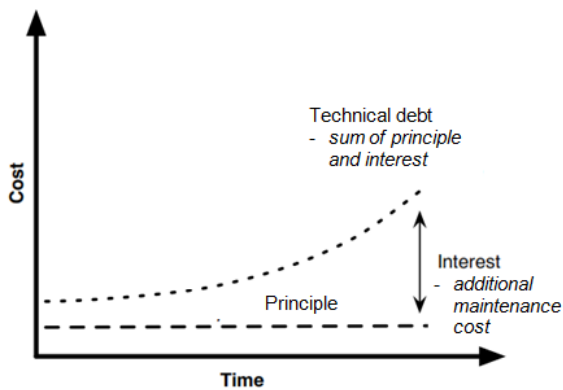 Technical debt
- sum of principle
and interest
Cost
Interest
- additional
maintenance
cost
Principle
Time